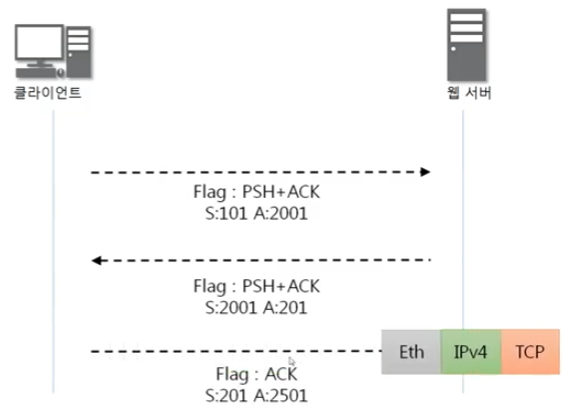 클라이언트
웹 서버
Flag : PSH+ACK
S:101 A:2001
Flag : PSH+ACK
S:2001 A:201
Eth IPv4 TCP
Flag : ACK
S:201 A:2501